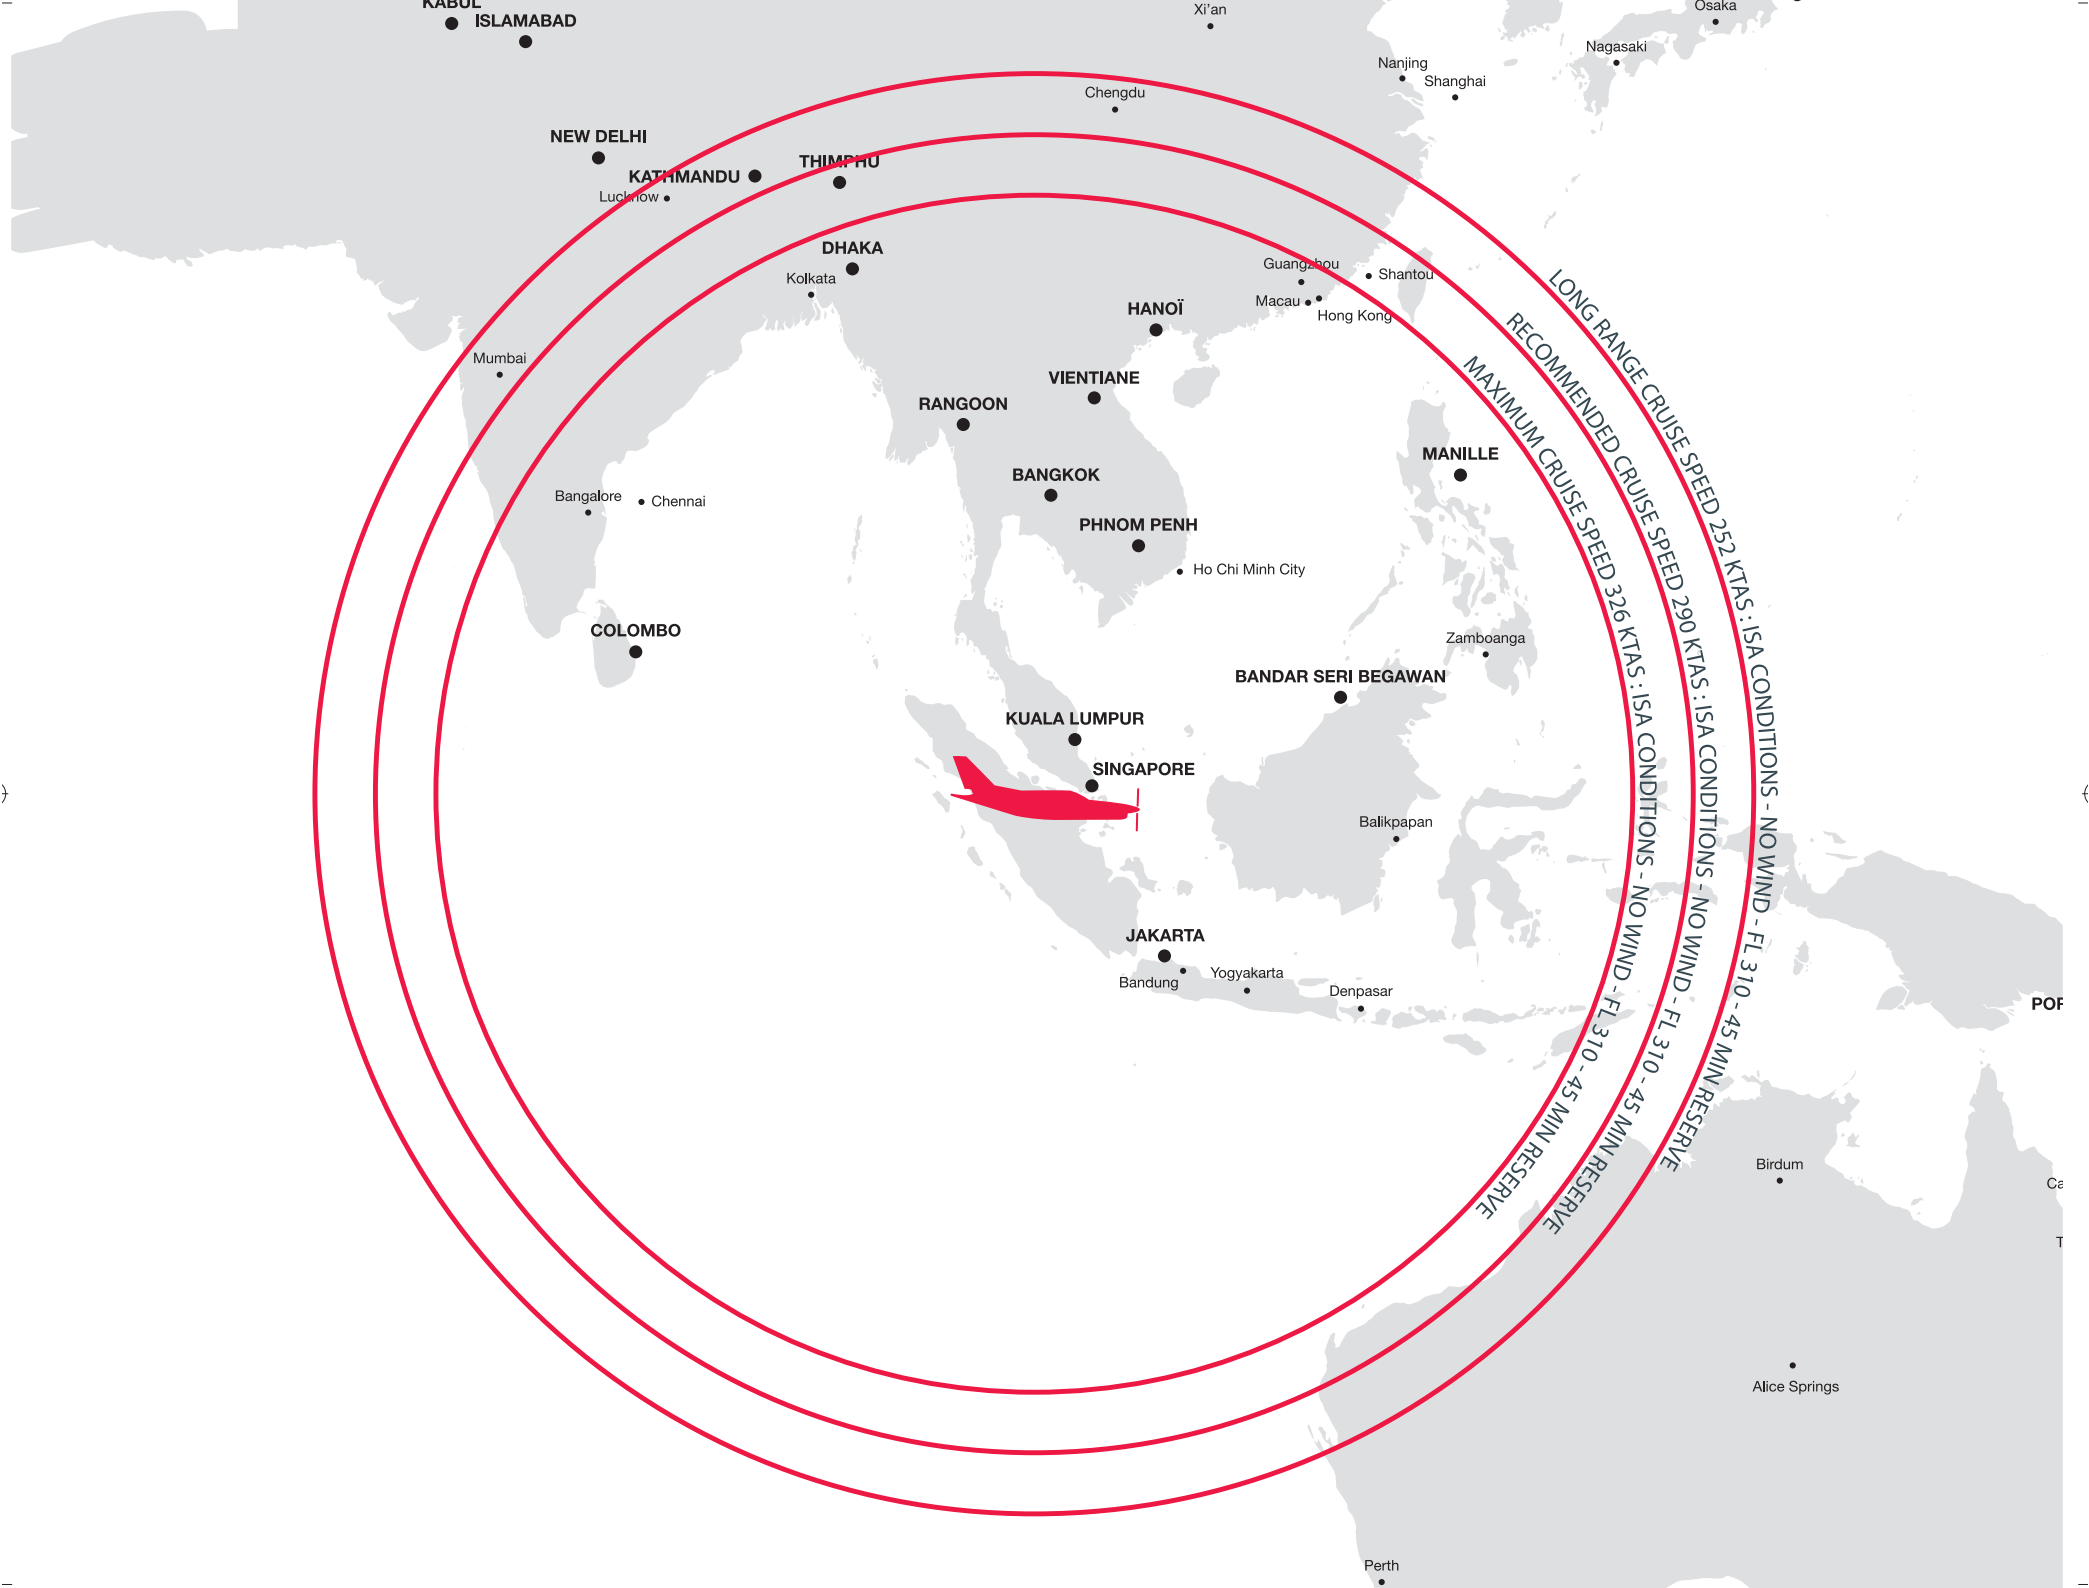 KABUL
ISLAMABAD
Xi'an
Osaka
Nagasaki
Nanjing
Shanghai
Chengdu
NEW DELHI
THIMPHU
KATHMANDU
Lucknow
DHAKA
Kolkata
Guangzhou
Shantou
Macau
Hong Kong
HANOÏ
Mumbai
VIENTIANE
RANGOON
MANILLE
BANGKOK
Bangalore
Chennai
PHNOM PENH
Ho Chi Minh City
COLOMBO
Zamboanga
BANDAR SERI BEGAWAN
KUALA LUMPUR
SINGAPORE
Balikpapan
JAKARTA
Bandung
Yogyakarta
Denpasar
POR
Birdum
Ca
T
Alice Springs
Perth
LONG RANGE CRUISE SPEED 252 KTAS : ISA CONDITIONS - NO WIND - FL 310 - 45 MIN RESERVE
RECOMMENDED CRUISE SPEED 290 KTAS : ISA CONDITIONS - NO WIND - FL 310 - 45 MIN RESERVE
MAXIMUM CRUISE SPEED 326 KTAS : ISA CONDITIONS - NO WIND - FL 310 - 45 MIN RESERVE